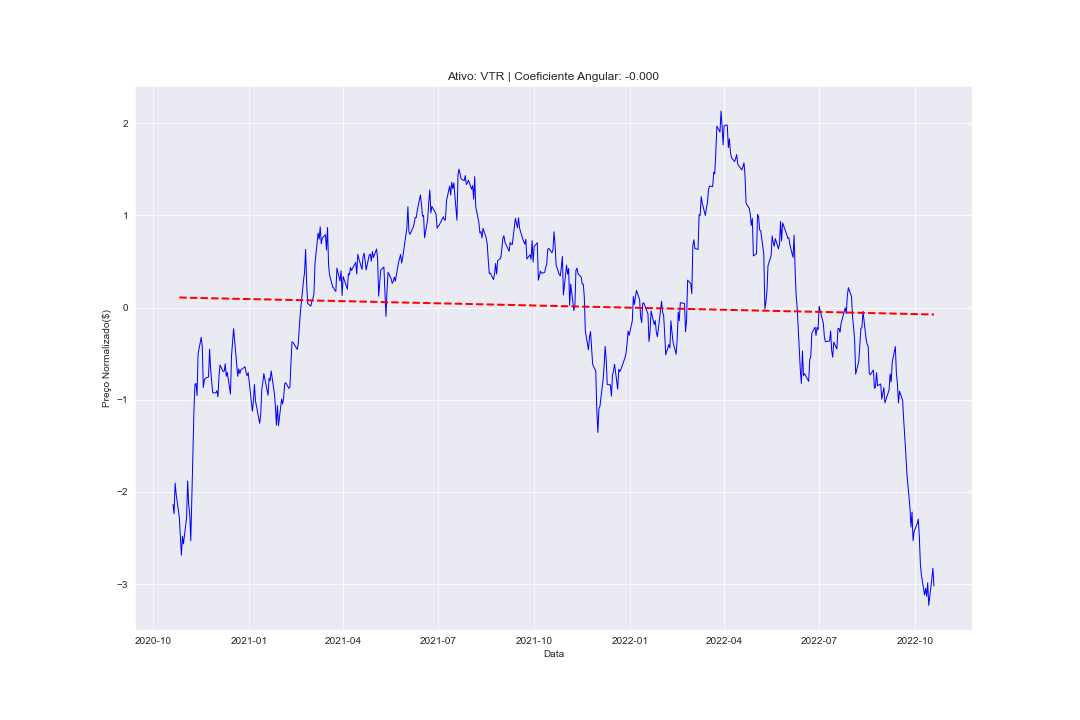 Ativo: VTR | Coeficiente Angular: -0.000
Preço Normalizado($)
2
1
0
−1
−2
−3
2020-10 2021-01 2021-04 2021-07 2021-10 2022-01 2022-04 2022-07 2022-10
Data